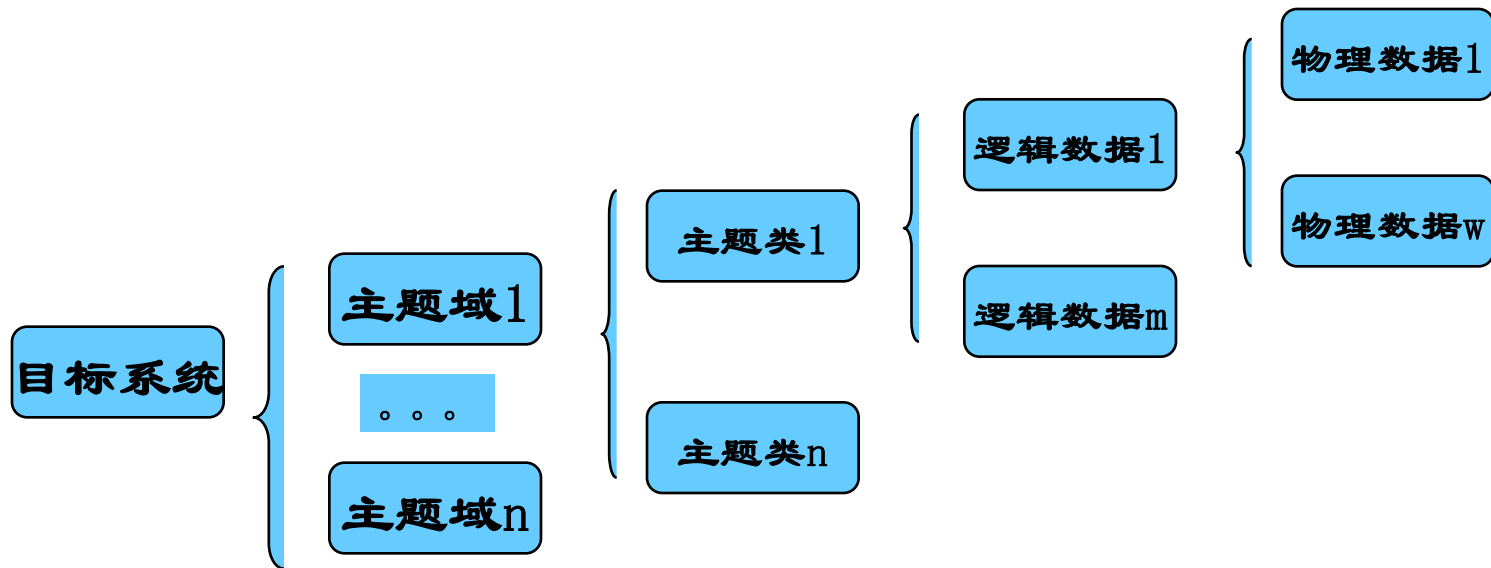 目标系统
主题域1
。。。
主题域n
主题类1
主题类n
逻辑数据1
逻辑数据m
物理数据1
物理数据w